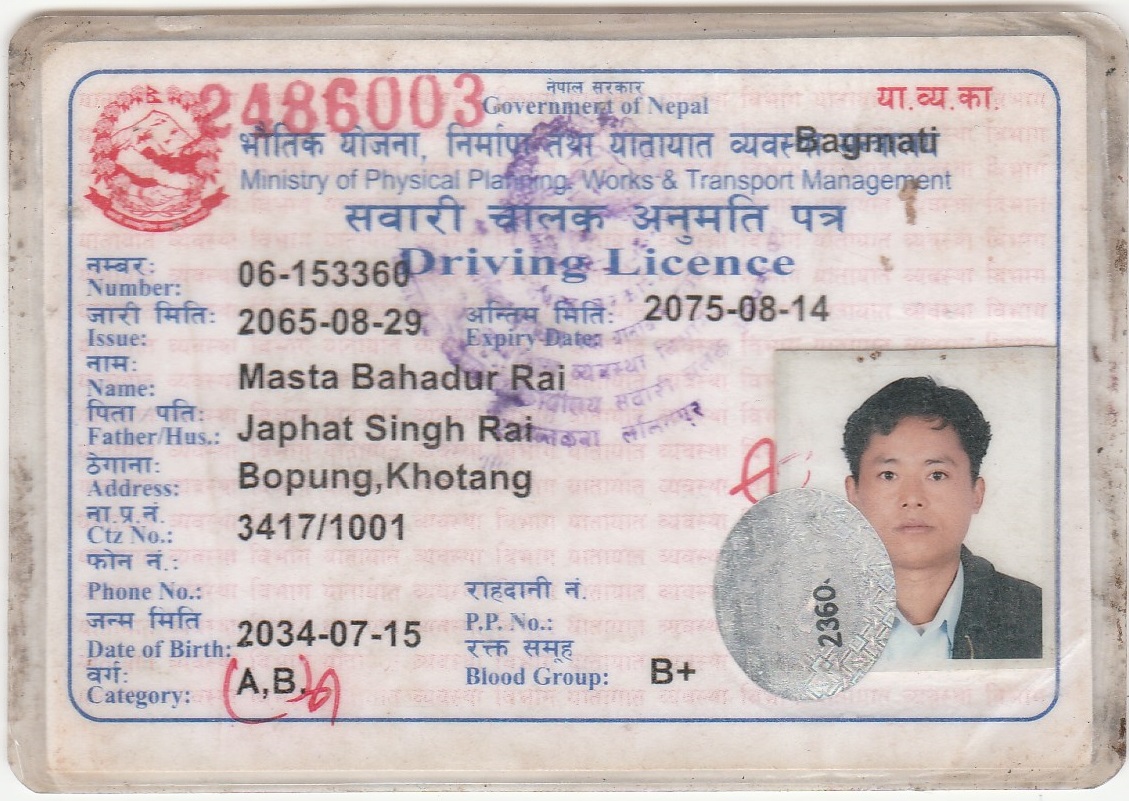 2486003
नेपाल सरकार
Government of Nepal
या.व्य.का.
Bagmati
भौतिक योजना, निर्माण तथा यातायात व्यवस्था
Ministry of Physical Planning, Works & Transport Management
सवारी चालक अनुमति पत्र
Driving Licence
नम्बर:
Number: 06-153360
जारी मिति: 2065-08-29 अन्तिम मिति: 2075-08-14
Issue: Expiry Date:
नाम:
Name: Masta Bahadur Rai
पिता पति:
Father/Hus.: Japhat Singh Rai
ठेगाना:
Address: Bopung,Khotang
ना.प्र.नं.
Ctz No.: 3417/1001
फोन नं.:
Phone No.: राहदानी नं.
P.P. No.:
जन्म मिति
Date of Birth: 2034-07-15
रक्त समूह
Blood Group: B+
वर्ग:
Category: A,B
2360